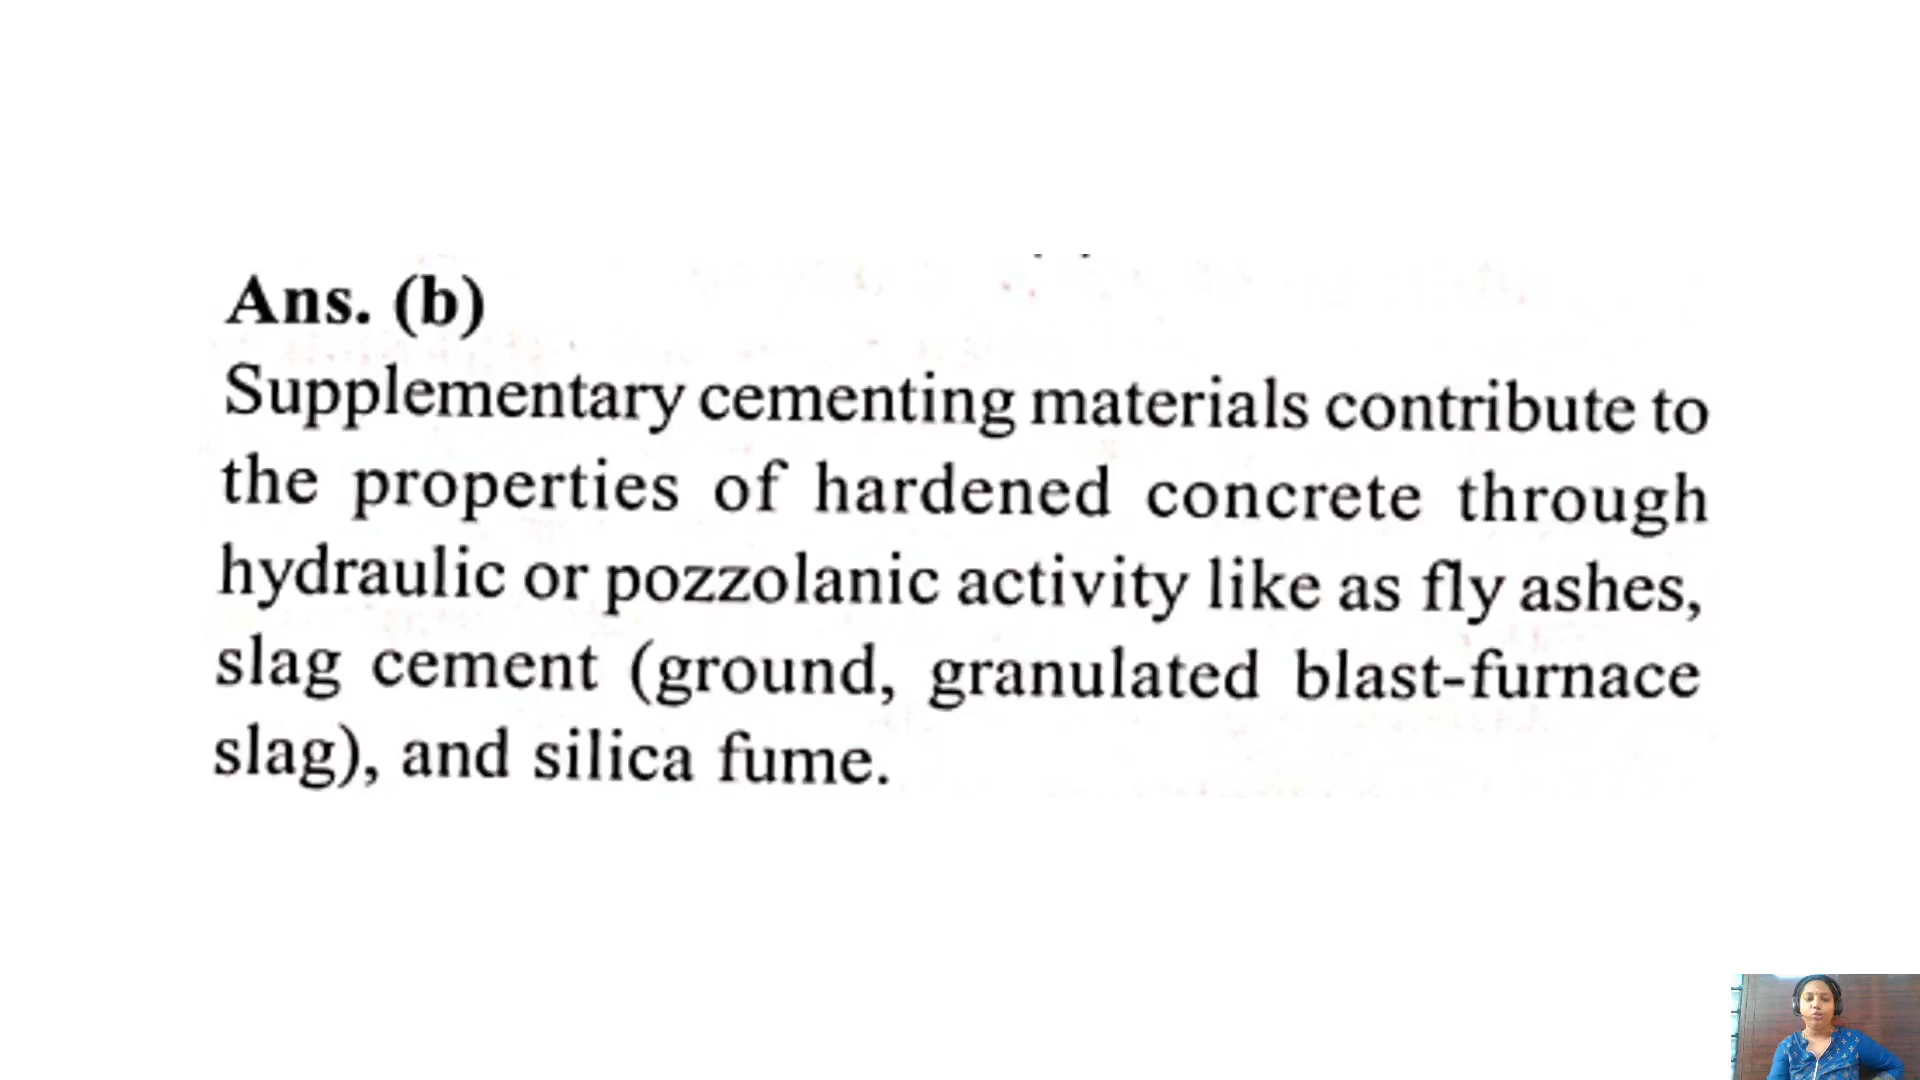 Ans. (b)
Supplementary cementing materials contribute to
the properties of hardened concrete through
hydraulic or pozzolanic activity like as fly ashes,
slag cement (ground, granulated blast-furnace
slag), and silica fume.